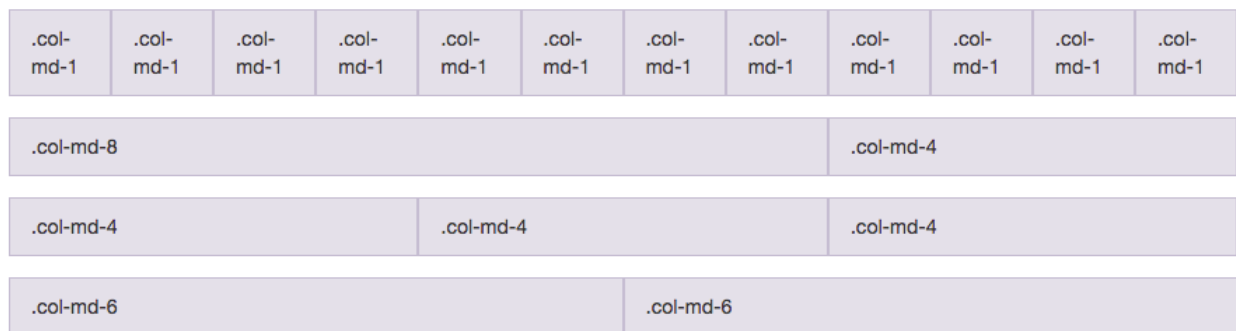 .col- .col- .col- .col- .col- .col- .col- .col- .col- .col- .col- .col-
md-1 md-1 md-1 md-1 md-1 md-1 md-1 md-1 md-1 md-1 md-1 md-1
.col-md-8 .col-md-4
.col-md-4 .col-md-4 .col-md-4
.col-md-6 .col-md-6